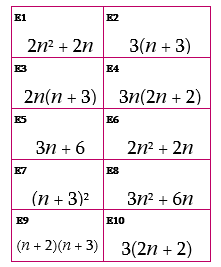 E1 E2
2n² + 2n 3(n + 3)
E3 E4
2n(n + 3) 3n(2n + 2)
E5 E6
3n + 6 2n² + 2n
E7 E8
(n + 3)² 3n² + 6n
E9 E10
(n + 2)(n + 3) 3(2n + 2)